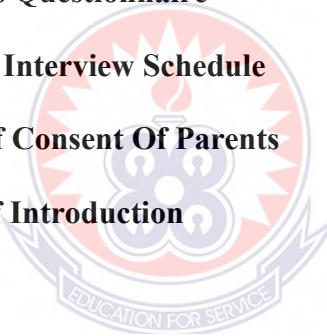 Questionnaire
Interview Schedule
Consent Of Parents
Introduction
EDUCATION FOR SERVICE